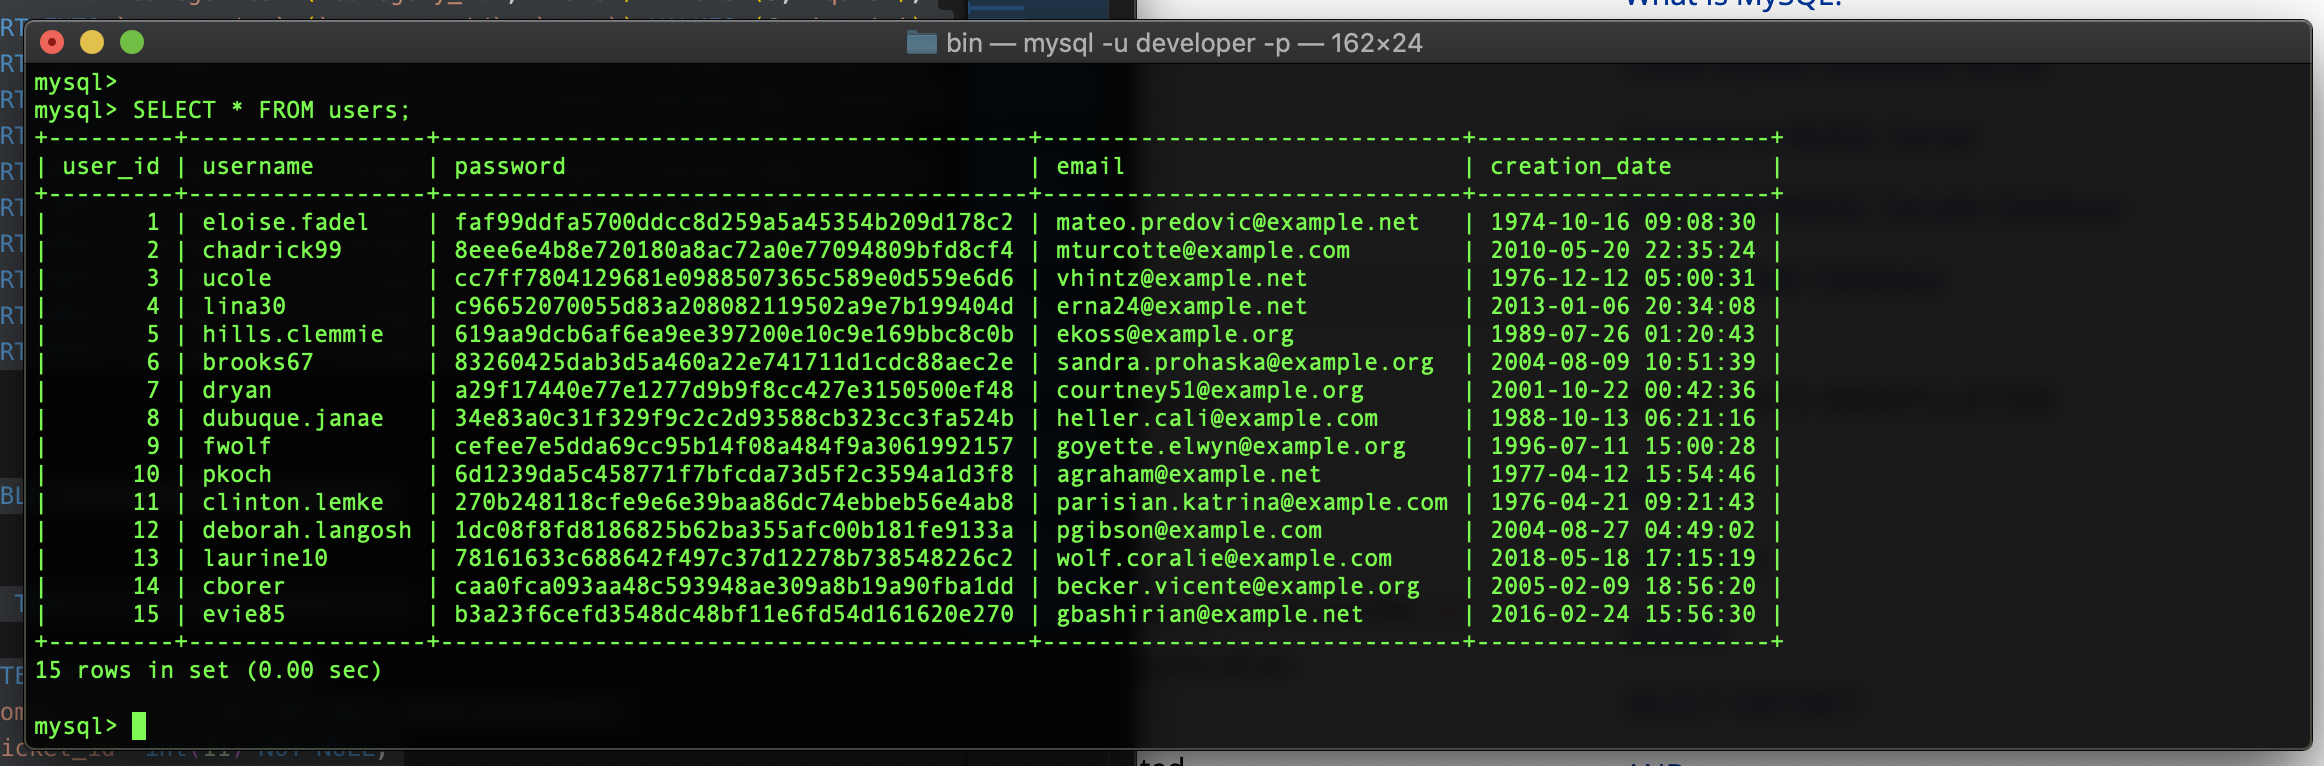 What is MySQL?
bin — mysql -u developer -p — 162×24
mysql>
mysql> SELECT * FROM users;
+---------+-----------------+------------------------------------------+------------------------------+---------------------+
| user_id | username        | password                                 | email                        | creation_date       |
+---------+-----------------+------------------------------------------+------------------------------+---------------------+
|       1 | eloise.fadel    | faf99ddfa5700ddcc8d259a5a45354b209d178c2 | mateo.predovic@example.net   | 1974-10-16 09:08:30 |
|       2 | chadrick99      | 8eee6e4b8e720180a8ac72a0e77094809bfd8cf4 | mturcotte@example.com        | 2010-05-20 22:35:24 |
|       3 | ucole           | cc7ff7804129681e0988507365c589e0d559e6d6 | vhintz@example.net           | 1976-12-12 05:00:31 |
|       4 | lina30          | c96652070055d83a208082119502a9e7b199404d | erna24@example.net           | 2013-01-06 20:34:08 |
|       5 | hills.clemmie   | 619aa9dcb6af6ea9ee397200e10c9e169bbc8c0b | ekoss@example.org            | 1989-07-26 01:20:43 |
|       6 | brooks67        | 83260425dab3d5a460a22e741711d1cdc88aec2e | sandra.prohaska@example.org  | 2004-08-09 10:51:39 |
|       7 | dryan           | a29f17440e77e1277d9b9f8cc427e3150500ef48 | courtney51@example.org       | 2001-10-22 00:42:36 |
|       8 | dubuque.janae   | 34e83a0c31f329f9c2c2d93588cb323cc3fa524b | heller.cali@example.com      | 1988-10-13 06:21:16 |
|       9 | fwolf           | cefee7e5dda69cc95b14f08a484f9a3061992157 | goyette.elwyn@example.org    | 1996-07-11 15:00:28 |
|      10 | pkoch           | 6d1239da5c458771f7bfcda73d5f2c3594a1d3f8 | agraham@example.net          | 1977-04-12 15:54:46 |
|      11 | clinton.lemke   | 270b248118cfe9e6e39baa86dc74ebbeb56e4ab8 | parisian.katrina@example.com | 1976-04-21 09:21:43 |
|      12 | deborah.langosh | 1dc08f8fd8186825b62ba355afc00b181fe9133a | pgibson@example.com          | 2004-08-27 04:49:02 |
|      13 | laurine10       | 78161633c688642f497c37d12278b738548226c2 | wolf.coralie@example.com     | 2018-05-18 17:15:19 |
|      14 | cborer          | caa0fca093aa48c593948ae309a8b19a90fba1dd | becker.vicente@example.org   | 2005-02-09 18:56:20 |
|      15 | evie85          | b3a23f6cefd3548dc48bf11e6fd54d161620e270 | gbashirian@example.net       | 2016-02-24 15:56:30 |
+---------+-----------------+------------------------------------------+------------------------------+---------------------+
15 rows in set (0.00 sec)
mysql>